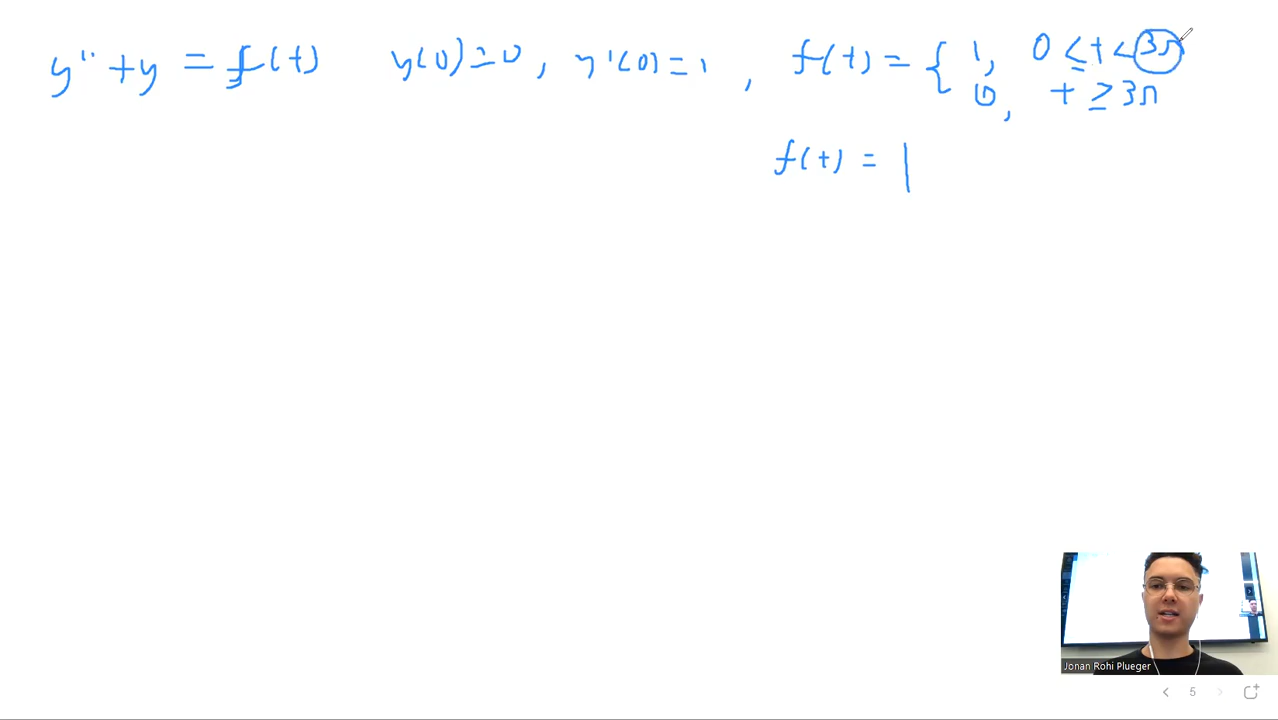 y'' + y = f(t) y(0) = 0, y'(0) = 1, f(t) = { 1, 0 ≤ t < 3π
0, t ≥ 3π
f(t) = 1
Jonan Rohi Plueger
5